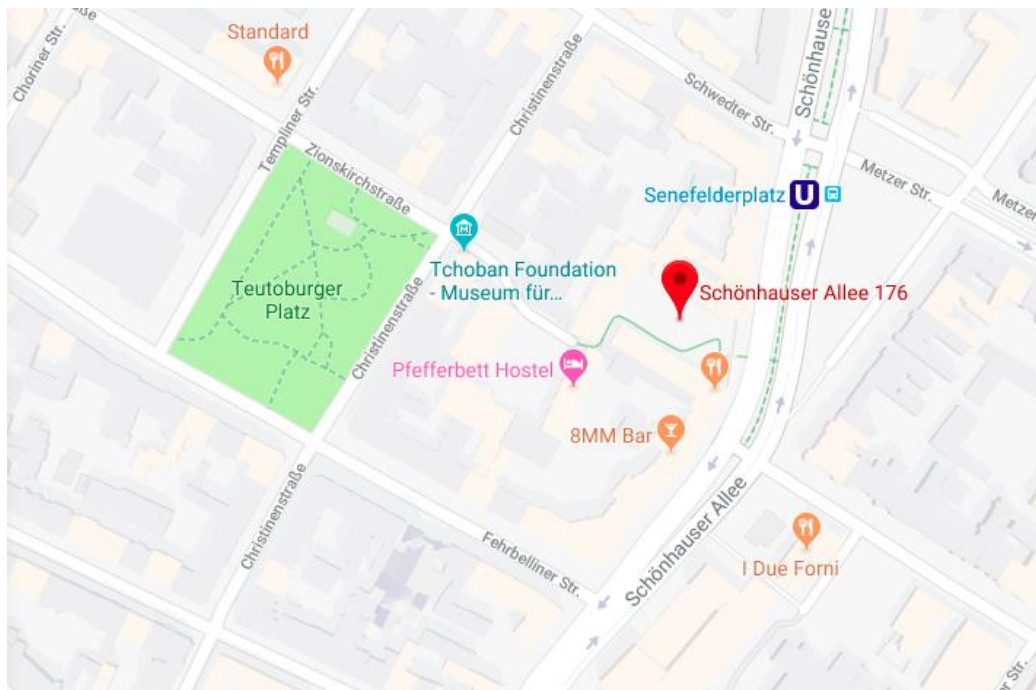 Standard
Choriner Str.
Templiner Str.
Christinenstraße
Zionskirchstraße
Schwedter Str.
Schönhauser
Metzer Str.
Metzer
Senefelderplatz U
Tchoban Foundation
- Museum für...
Teutoburger
Platz
Christinenstraße
Schönhauser Allee 176
Pfefferbett Hostel
8MM Bar
Christinenstraße
Fehrbelliner Str.
Schönhauser Allee
I Due Forni
Str.